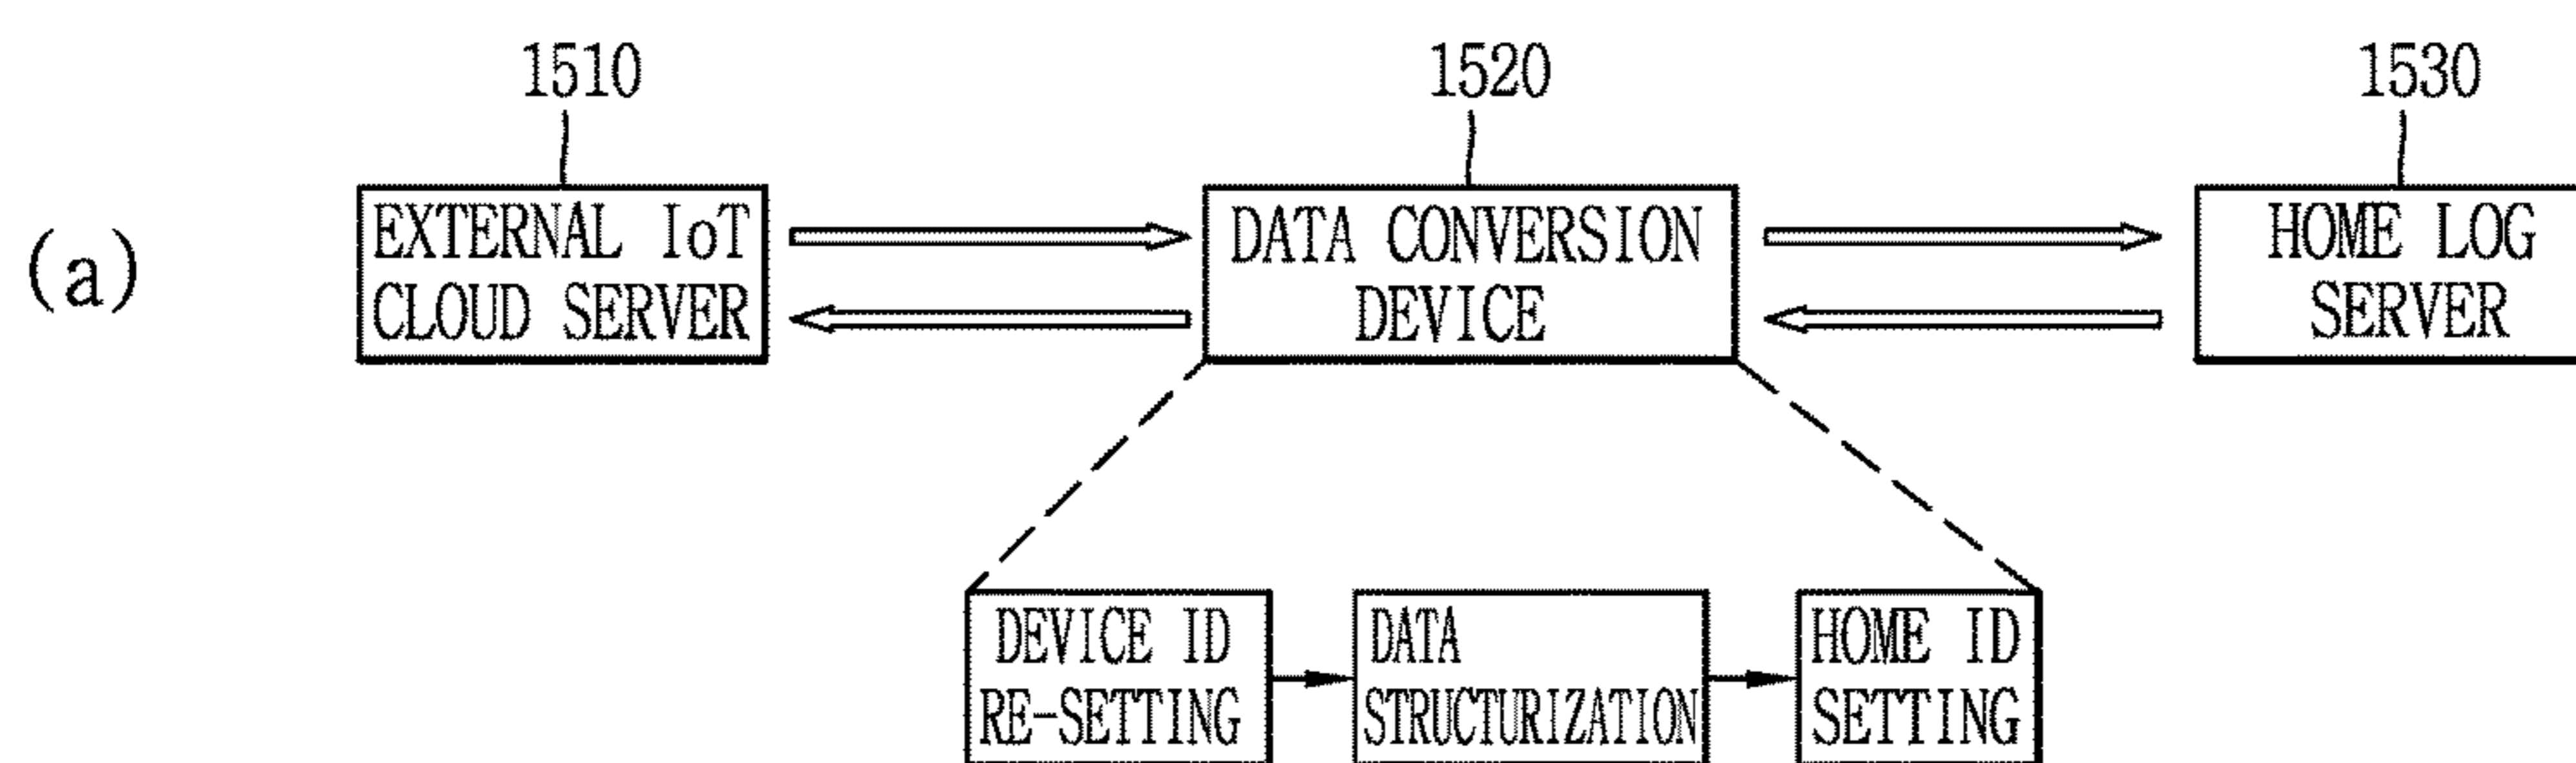 1510
1520
1530
(a)
EXTERNAL IoT
CLOUD SERVER
DATA CONVERSION
DEVICE
HOME LOG
SERVER
DEVICE ID
RE-SETTING
DATA
STRUCTURIZATION
HOME ID
SETTING